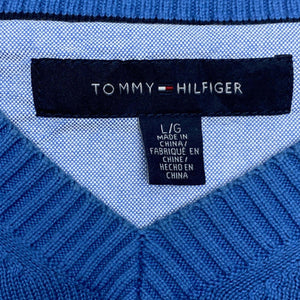 TOMMY HILFIGER
L/G
MADE IN
CHINA/
FABRIQUÉ EN
CHINE/
HECHO EN
CHINA